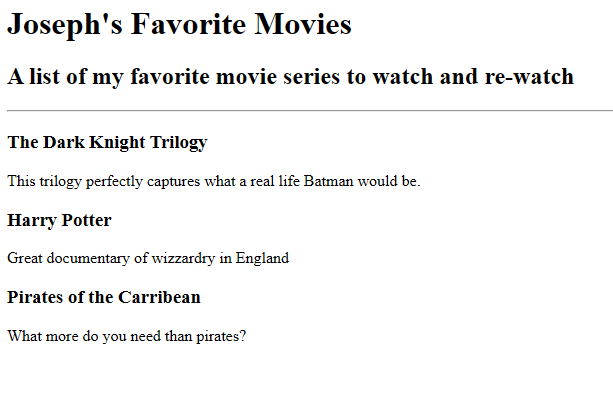 Joseph's Favorite Movies
A list of my favorite movie series to watch and re-watch
The Dark Knight Trilogy
This trilogy perfectly captures what a real life Batman would be.
Harry Potter
Great documentary of wizzardry in England
Pirates of the Carribean
What more do you need than pirates?